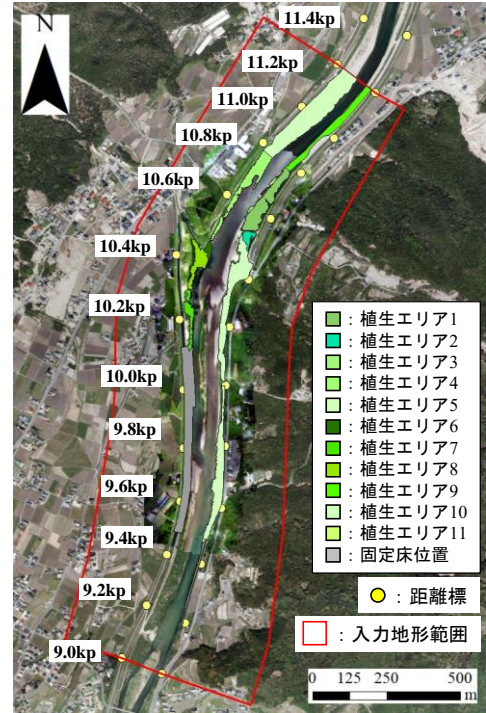 N
11.4kp
11.2kp
11.0kp
10.8kp
10.6kp
10.4kp
10.2kp
10.0kp
9.8kp
9.6kp
9.4kp
9.2kp
9.0kp
：植生エリア1
：植生エリア2
：植生エリア3
：植生エリア4
：植生エリア5
：植生エリア6
：植生エリア7
：植生エリア8
：植生エリア9
：植生エリア10
：植生エリア11
：固定床位置
：距離標
：入力地形範囲
0 125 250 500
m